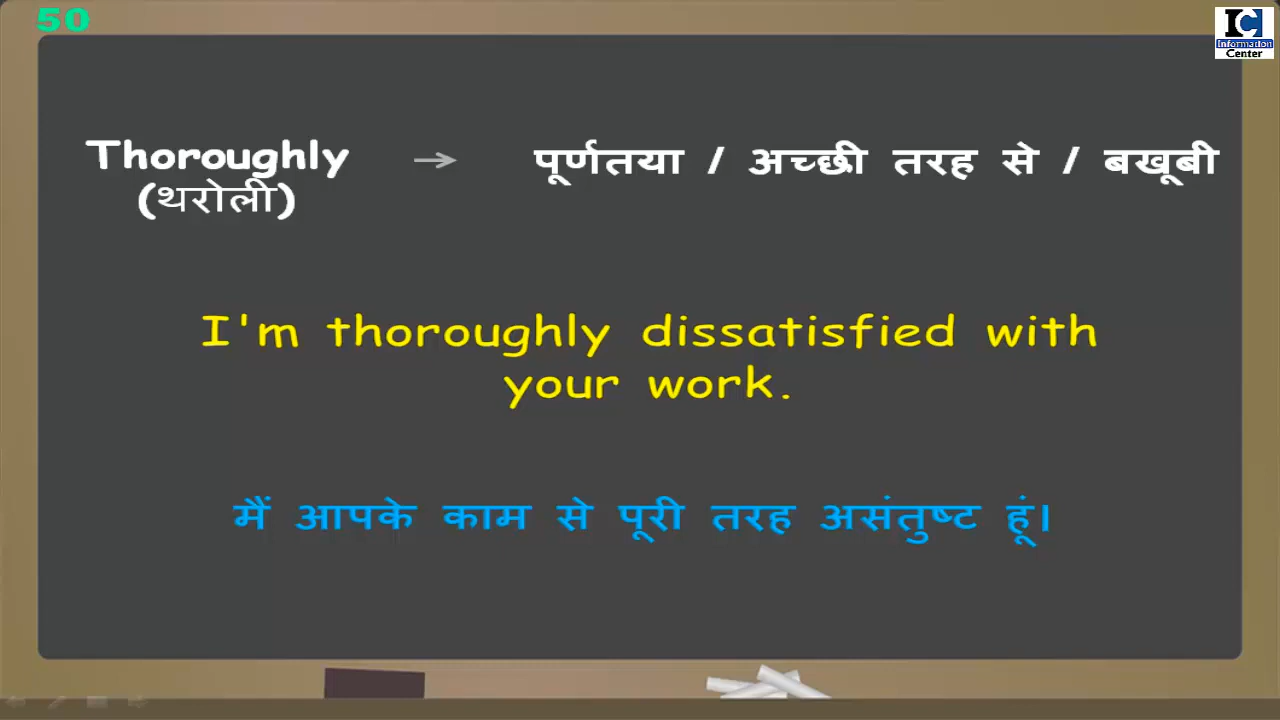 50
IC
Information
Center
Thoroughly → पूर्णतया / अच्छी तरह से / बखूबी
(थरोली)
I'm thoroughly dissatisfied with
your work.
मैं आपके काम से पूरी तरह असंतुष्ट हूं।